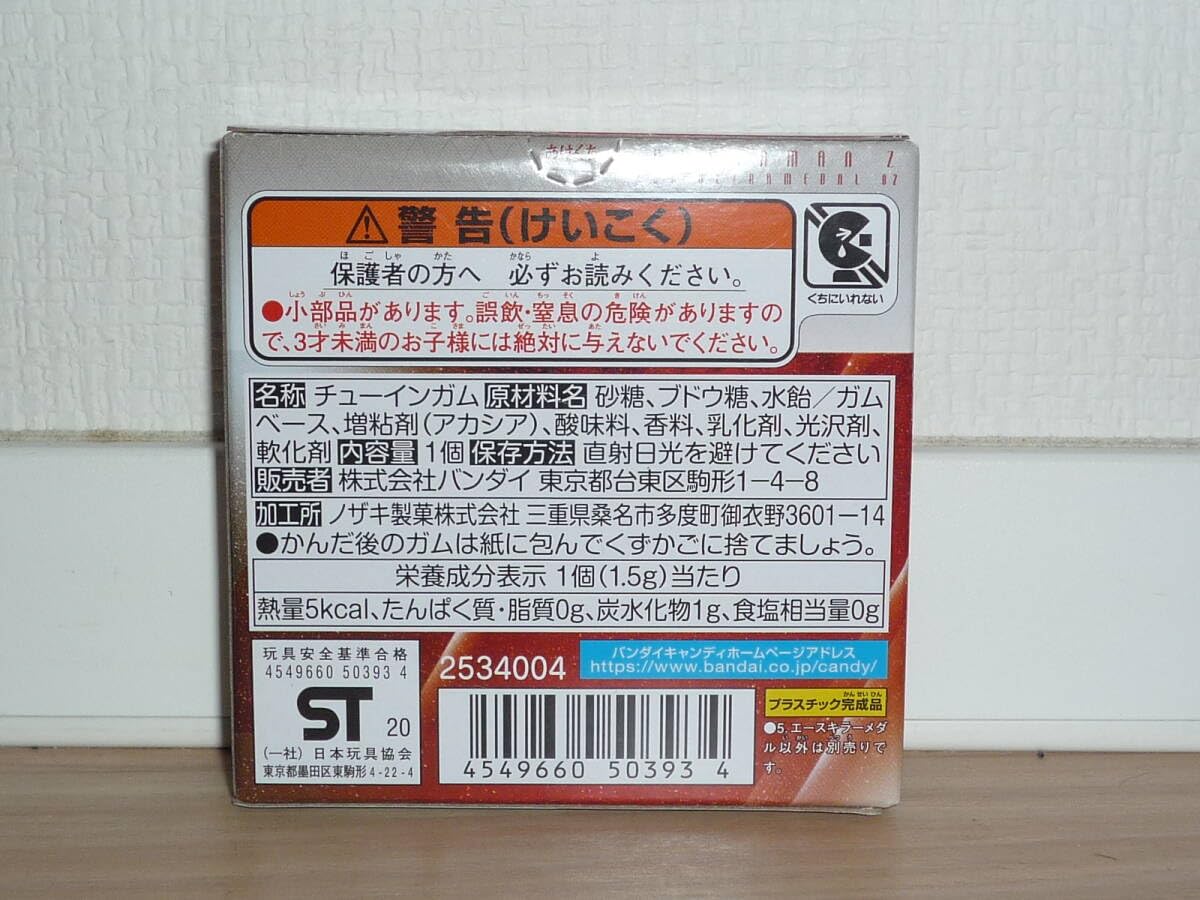 あけくち
MAN Z
MEDAL 02
警告(けいこく)
保護者の方へ 必ずお読みください。
くちにいれない
●小部品があります。誤飲・窒息の危険がありますの
で、3才未満のお子様には絶対に与えないでください。
名称 チューインガム 原材料名 砂糖、ブドウ糖、水飴/ガム
ベース、増粘剤(アカシア)、酸味料、香料、乳化剤、光沢剤、
軟化剤 内容量 1個 保存方法 直射日光を避けてください
販売者 株式会社バンダイ 東京都台東区駒形1-4-8
加工所 ノザキ製菓株式会社 三重県桑名市多度町御衣野3601-14
●かんだ後のガムは紙に包んでくずかごに捨てましょう。
栄養成分表示 1個(1.5g)当たり
熱量5kcal、たんぱく質・脂質0g、炭水化物1g、食塩相当量0g
玩具安全基準合格
4549660 50393 4
ST 20
(一社) 日本玩具協会
東京都墨田区東駒形4-22-4
2534004
4549660 503934
バンダイキャンディホームページアドレス
https://www.bandai.co.jp/candy/
プラスチック完成品
●5.エースキラーメダ
ル以外は別売りで
す。